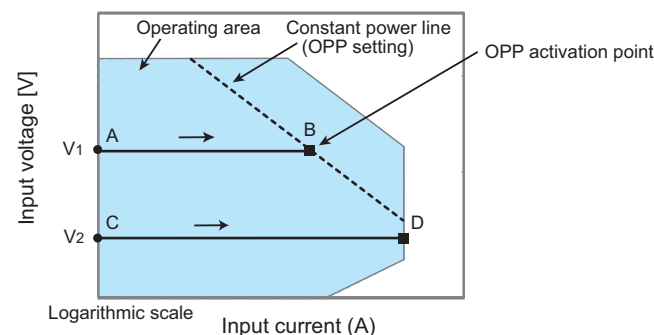 Operating area
Constant power line
(OPP setting)
OPP activation point
Input voltage [V]
V1
A
B
V2
C
D
Logarithmic scale
Input current (A)